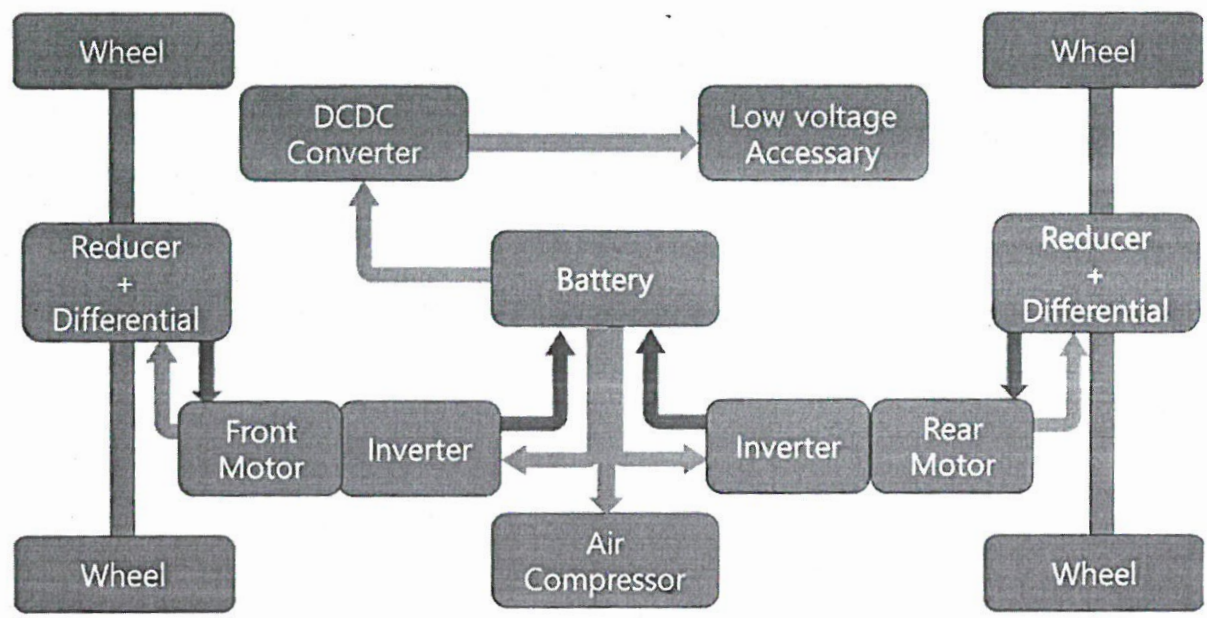 Wheel
Wheel
DCDC
Converter
Low voltage
Accessary
Reducer
+
Differential
Battery
Reducer
+
Differential
Front
Motor
Inverter
Inverter
Rear
Motor
Air
Compressor
Wheel
Wheel